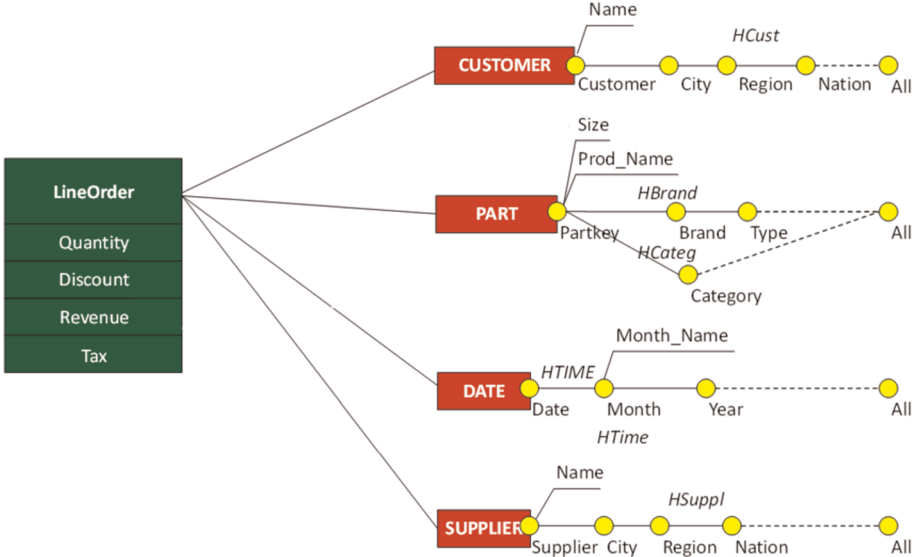 Name
HCust
CUSTOMER
Customer City Region Nation All
Size
Prod_Name
HBrand
PART
Partkey Brand Type All
HCateg
Category
LineOrder
Quantity
Discount
Revenue
Tax
Month_Name
HTIME
DATE
Date Month Year All
HTime
Name
HSuppl
SUPPLIER
Supplier City Region Nation All